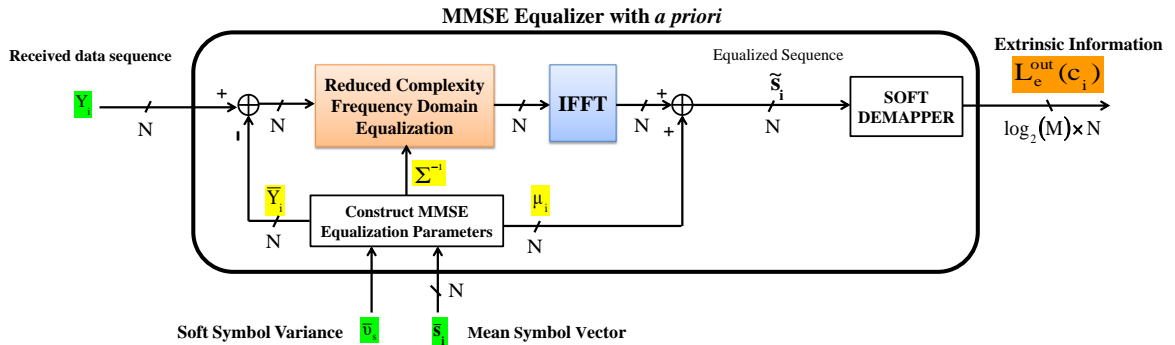 MMSE Equalizer with a priori
Received data sequence
Equalized Sequence
Extrinsic Information
Y_i
N
+
-
N
Reduced Complexity
Frequency Domain
Equalization
N
IFFT
N
+
+
s̃_i
N
SOFT
DEMAPPER
L_e^out(c_i)
log_2(M)×N
Σ^-1
Ȳ_i
N
Construct MMSE
Equalization Parameters
μ_i
N
N
Soft Symbol Variance
ῡ_s
s̄_i
Mean Symbol Vector